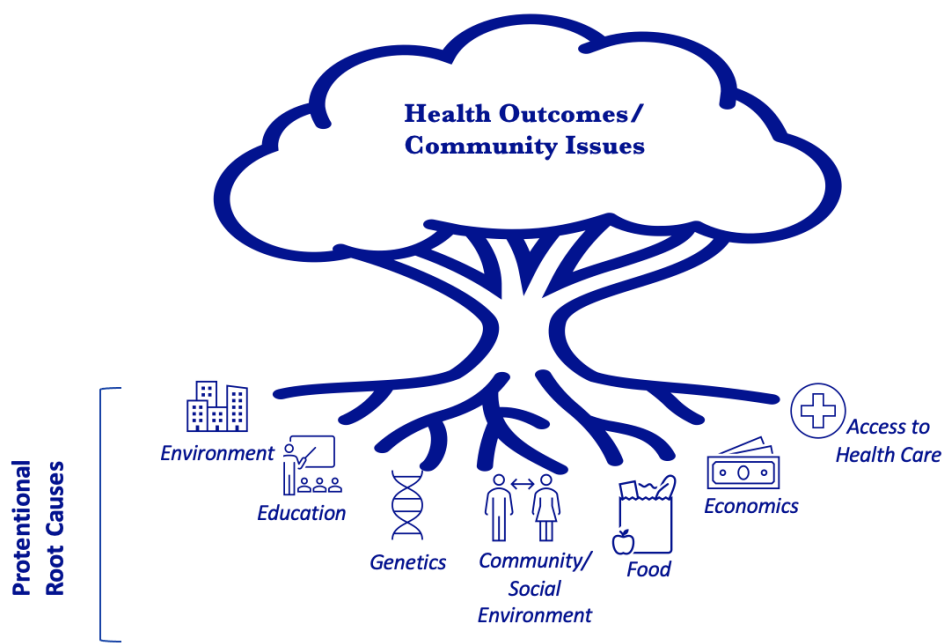 Health Outcomes/
Community Issues
Protentional
Root Causes
Environment
Education
Genetics
Community/
Social
Environment
Food
Economics
Access to
Health Care